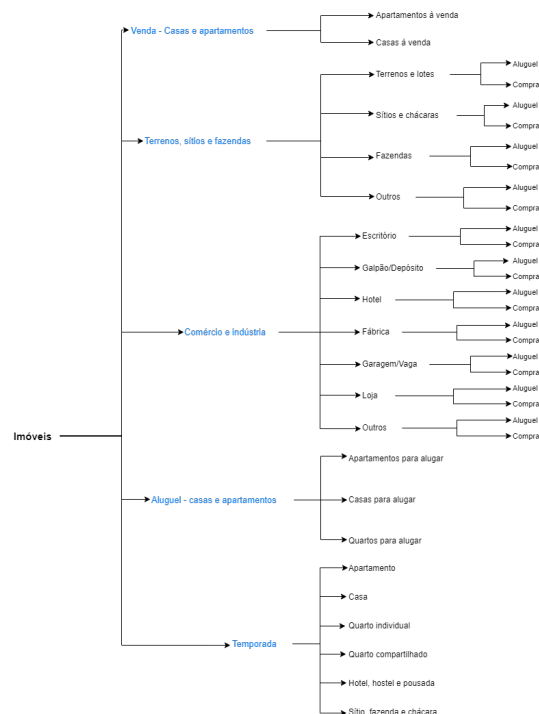 Imóveis
Venda - Casas e apartamentos
Apartamentos à venda
Casas á venda
Terrenos, sítios e fazendas
Terrenos e lotes
Aluguel
Compra
Sítios e chácaras
Aluguel
Compra
Fazendas
Aluguel
Compra
Outros
Aluguel
Compra
Comércio e indústria
Escritório
Aluguel
Compra
Galpão/Depósito
Aluguel
Compra
Hotel
Aluguel
Compra
Fábrica
Aluguel
Compra
Garagem/Vaga
Aluguel
Compra
Loja
Aluguel
Compra
Outros
Aluguel
Compra
Aluguel - casas e apartamentos
Apartamentos para alugar
Casas para alugar
Quartos para alugar
Temporada
Apartamento
Casa
Quarto individual
Quarto compartilhado
Hotel, hostel e pousada
Sítio, fazenda e chácara